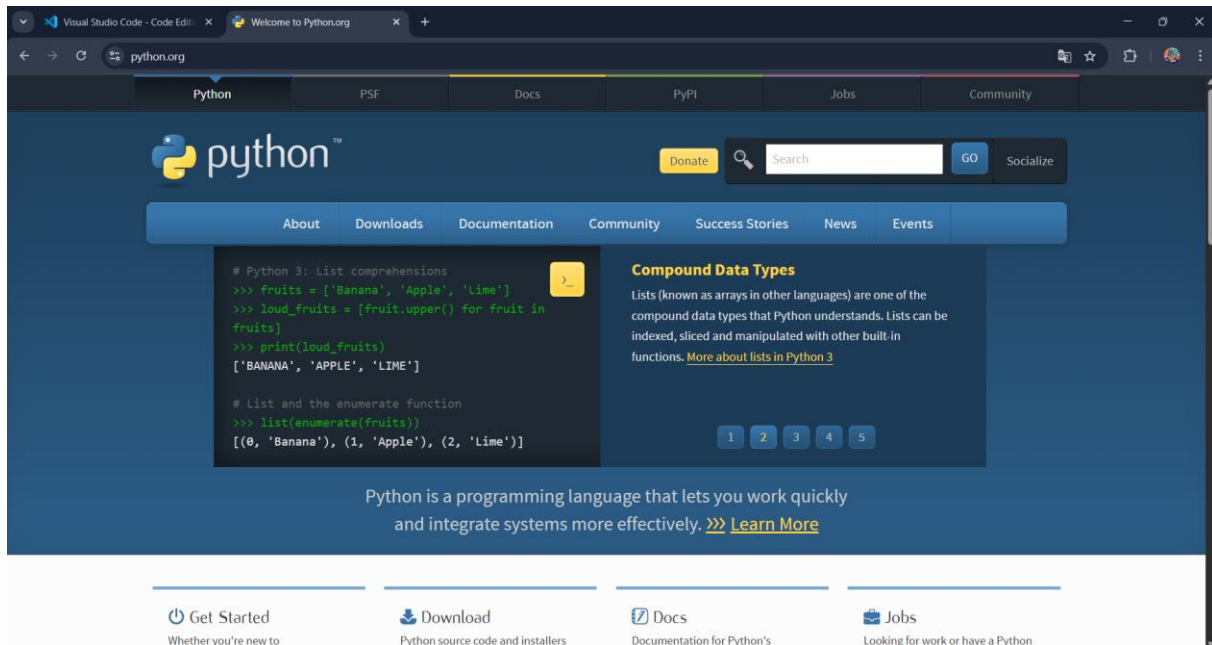 Visual Studio Code - Code Edit
Welcome to Python.org
python.org
Python PSF Docs PyPI Jobs Community
python™
Donate Search GO Socialize
About Downloads Documentation Community Success Stories News Events
# Python 3: List comprehensions
>>> fruits = ['Banana', 'Apple', 'Lime']
>>> loud_fruits = [fruit.upper() for fruit in
fruits]
>>> print(loud_fruits)
['BANANA', 'APPLE', 'LIME']
# List and the enumerate function
>>> list(enumerate(fruits))
[(0, 'Banana'), (1, 'Apple'), (2, 'Lime')]
>_
Compound Data Types
Lists (known as arrays in other languages) are one of the
compound data types that Python understands. Lists can be
indexed, sliced and manipulated with other built-in
functions. More about lists in Python 3
1 2 3 4 5
Python is a programming language that lets you work quickly
and integrate systems more effectively. >>> Learn More
Get Started
Whether you're new to
Download
Python source code and installers
Docs
Documentation for Python's
Jobs
Looking for work or have a Python